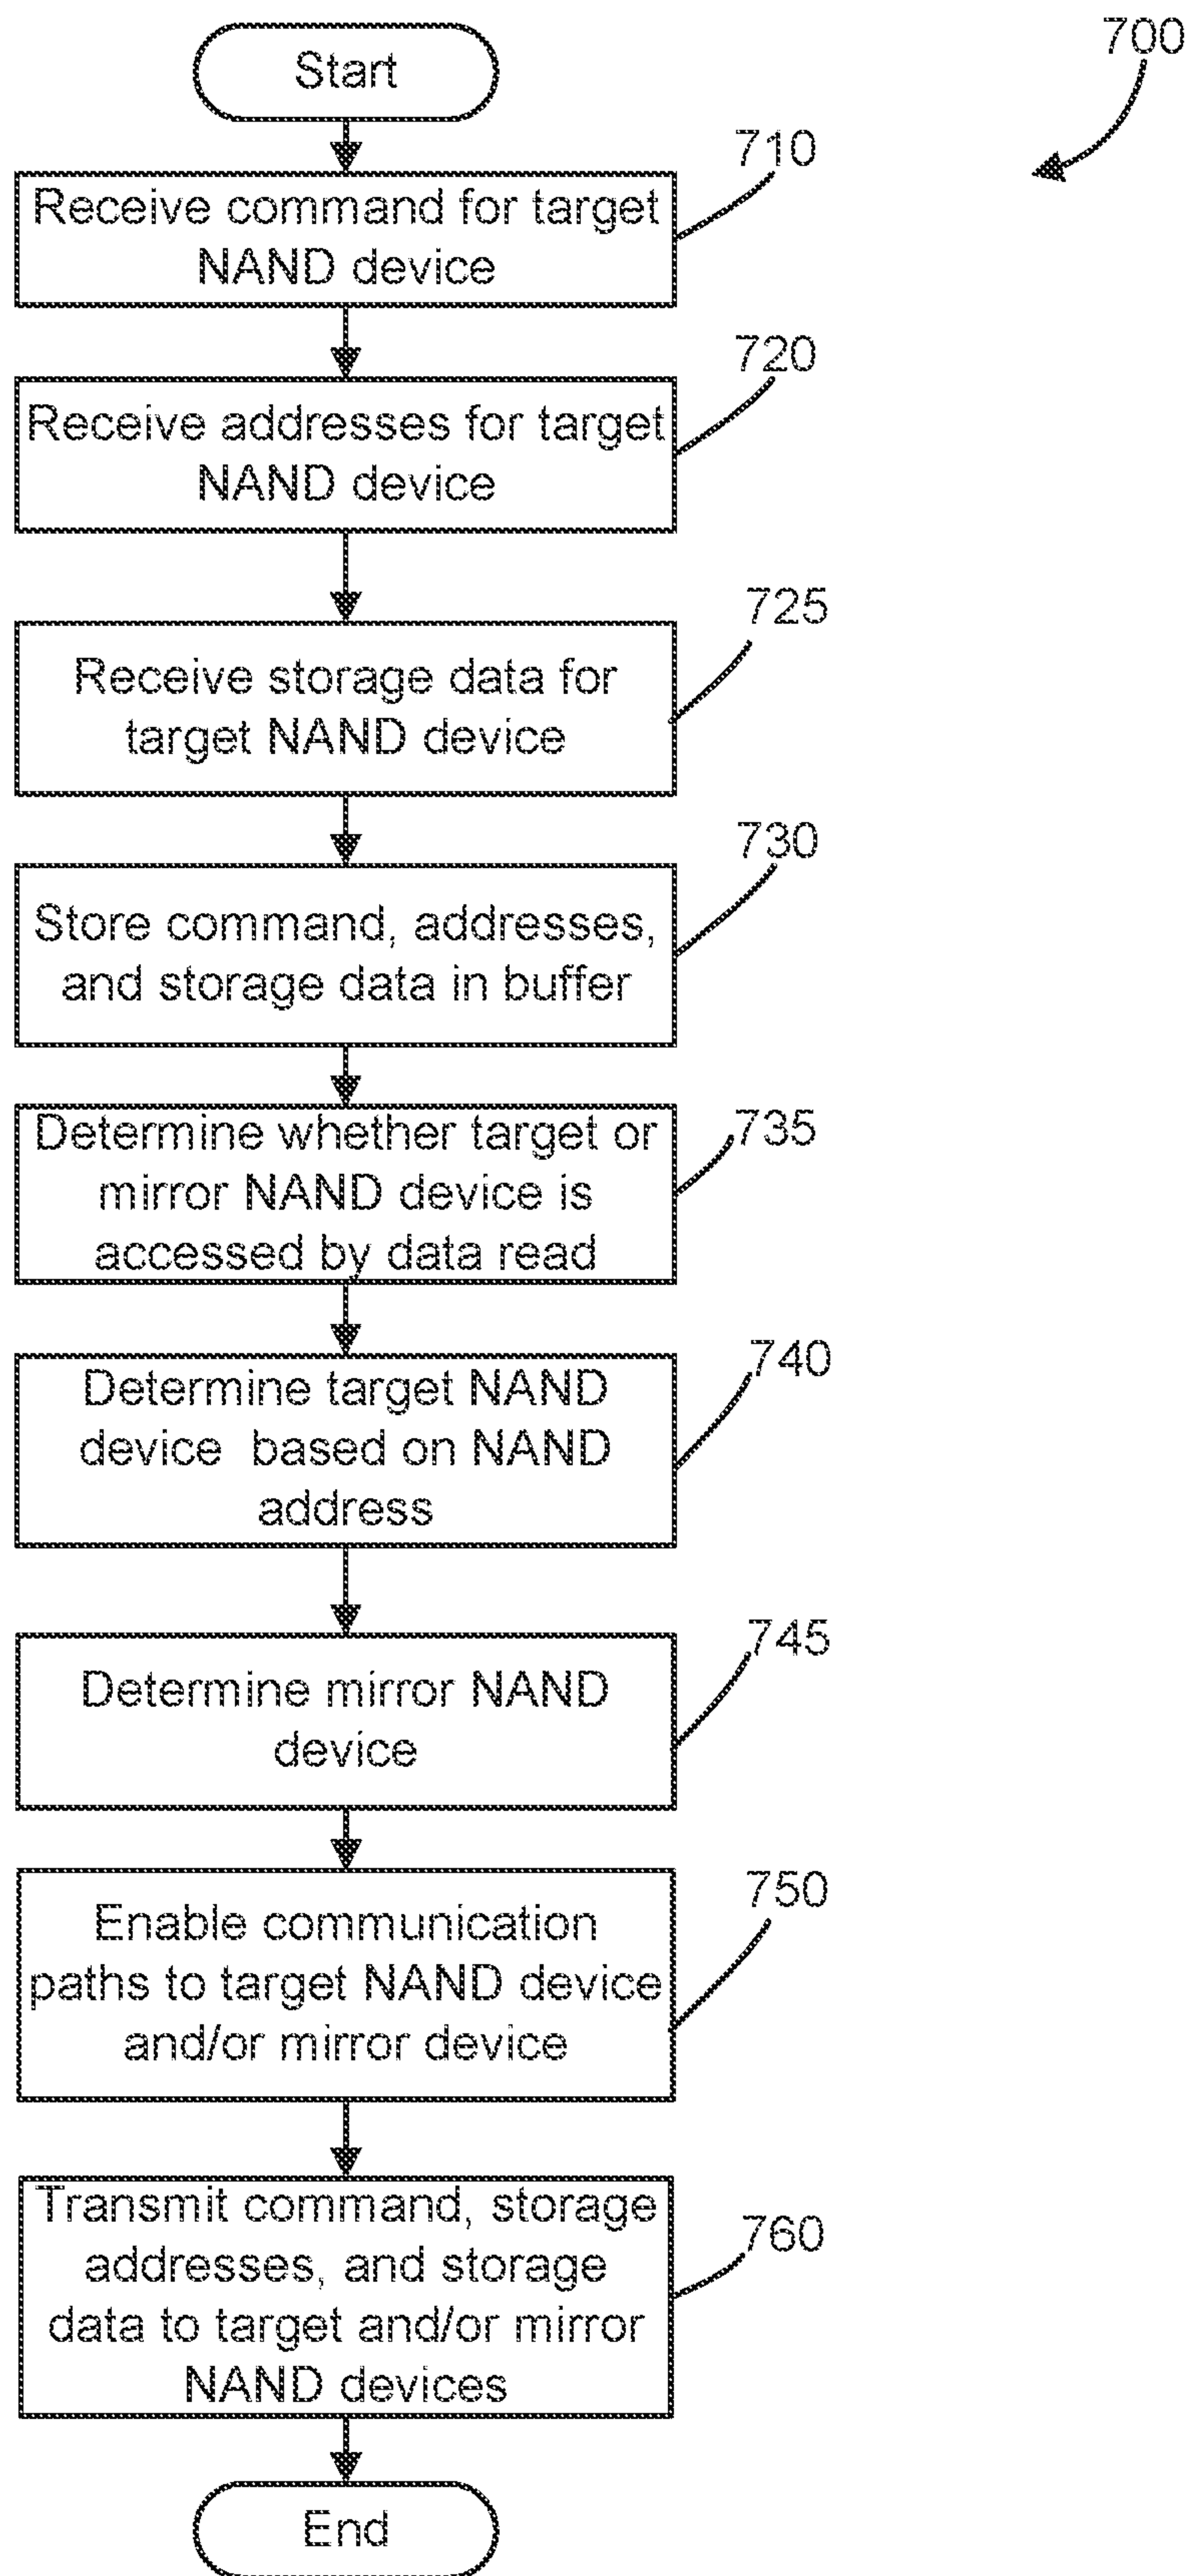 Start
700
710
Receive command for target
NAND device
720
Receive addresses for target
NAND device
725
Receive storage data for
target NAND device
730
Store command, addresses,
and storage data in buffer
735
Determine whether target or
mirror NAND device is
accessed by data read
740
Determine target NAND
device based on NAND
address
745
Determine mirror NAND
device
750
Enable communication
paths to target NAND device
and/or mirror device
760
Transmit command, storage
addresses, and storage
data to target and/or mirror
NAND devices
End